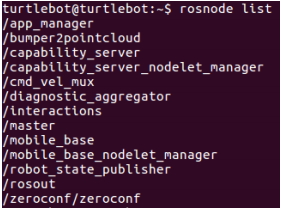 turtlebot@turtlebot:~$ rosnode list
/app_manager
/bumper2pointcloud
/capability_server
/capability_server_nodelet_manager
/cmd_vel_mux
/diagnostic_aggregator
/interactions
/master
/mobile_base
/mobile_base_nodelet_manager
/robot_state_publisher
/rosout
/zeroconf/zeroconf